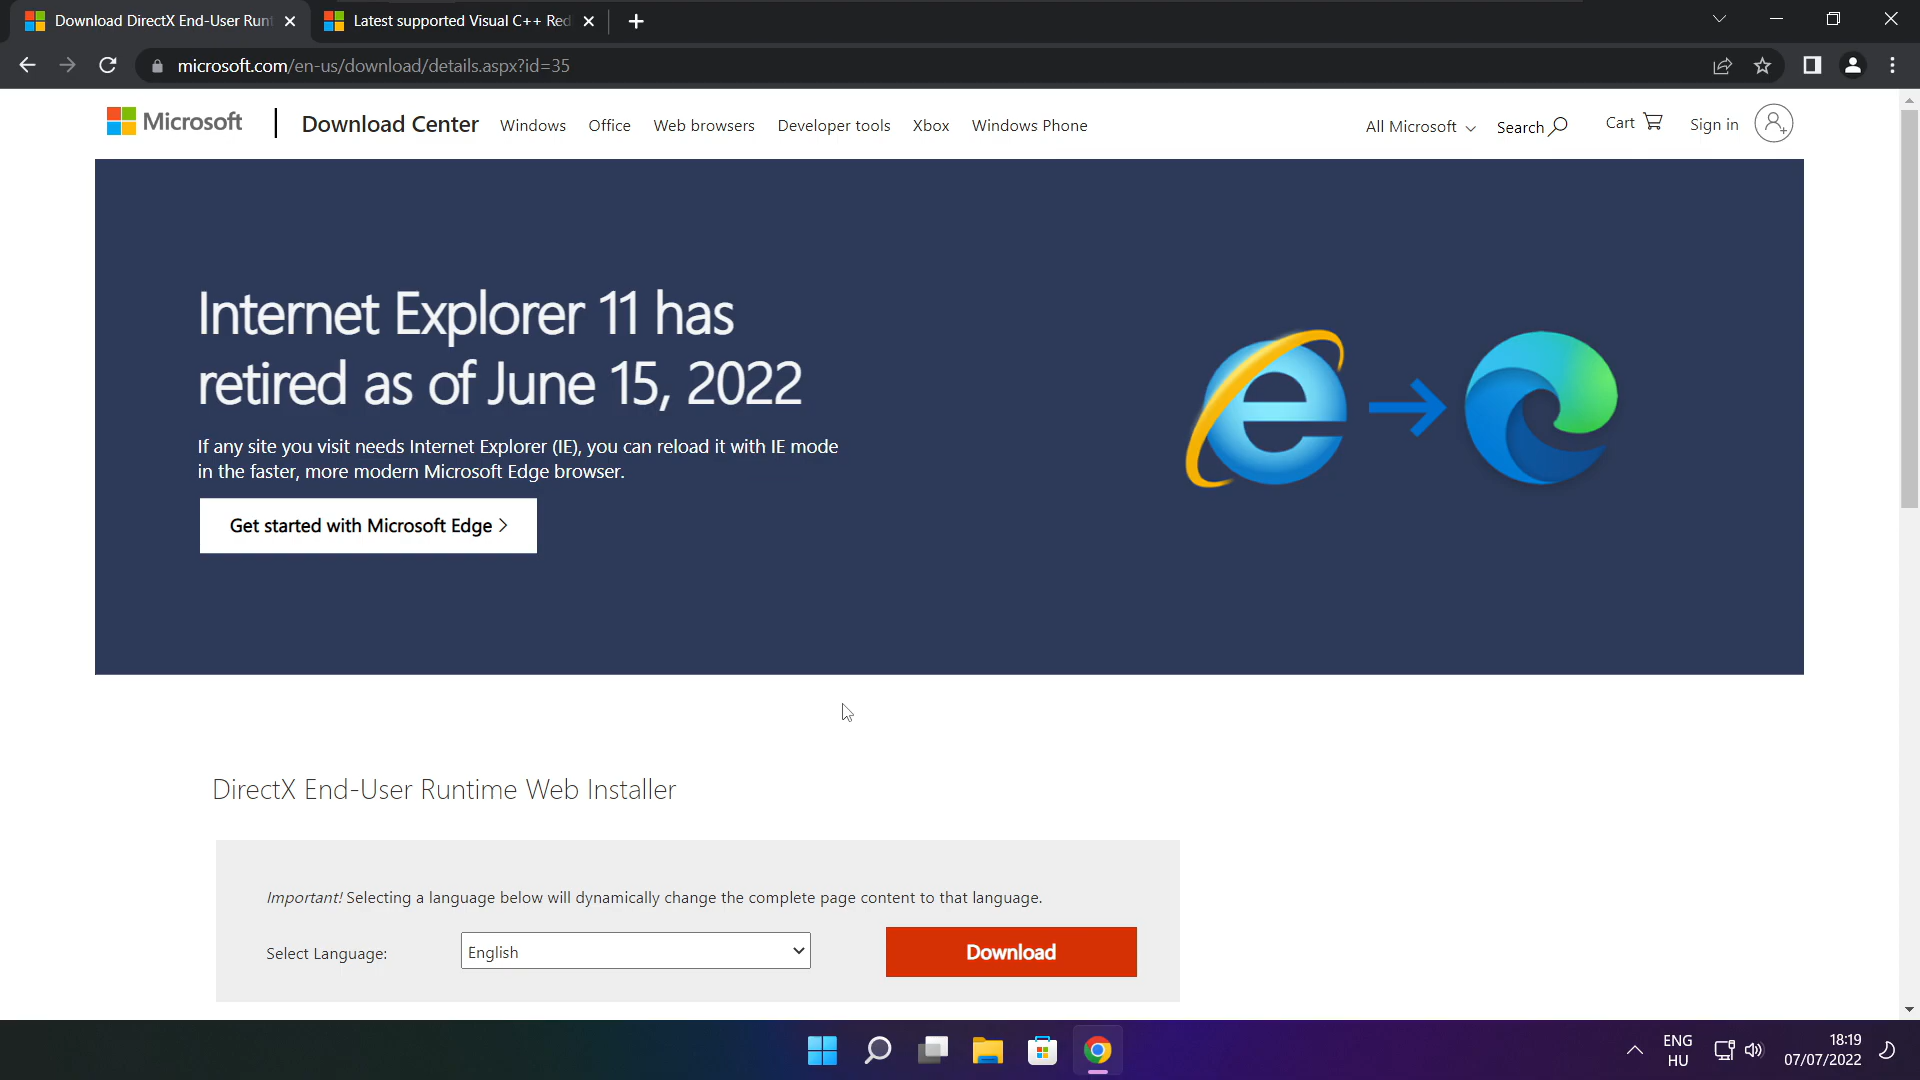 Download DirectX End-User Runt
Latest supported Visual C++ Red
microsoft.com/en-us/download/details.aspx?id=35
Microsoft
Download Center
Windows
Office
Web browsers
Developer tools
Xbox
Windows Phone
All Microsoft
Search
Cart
Sign in
Internet Explorer 11 has
retired as of June 15, 2022
If any site you visit needs Internet Explorer (IE), you can reload it with IE mode
in the faster, more modern Microsoft Edge browser.
Get started with Microsoft Edge >
DirectX End-User Runtime Web Installer
Important! Selecting a language below will dynamically change the complete page content to that language.
Select Language:
English
Download
ENG
HU
18:19
07/07/2022